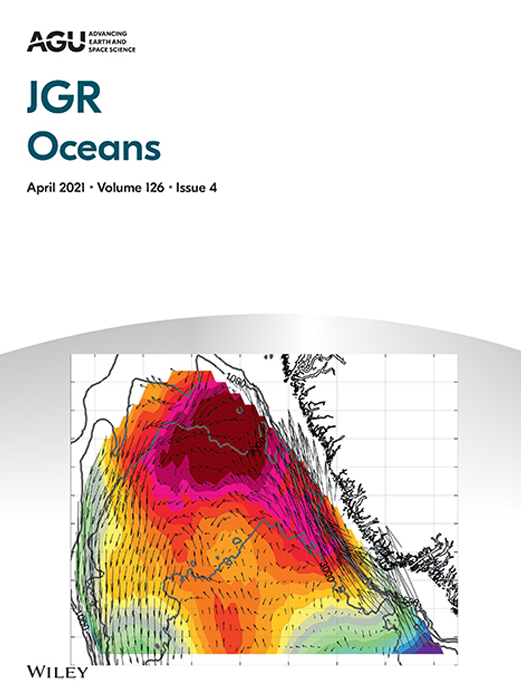 AGU ADVANCING
EARTH AND
SPACE SCIENCE
JGR
Oceans
April 2021 • Volume 126 • Issue 4
WILEY